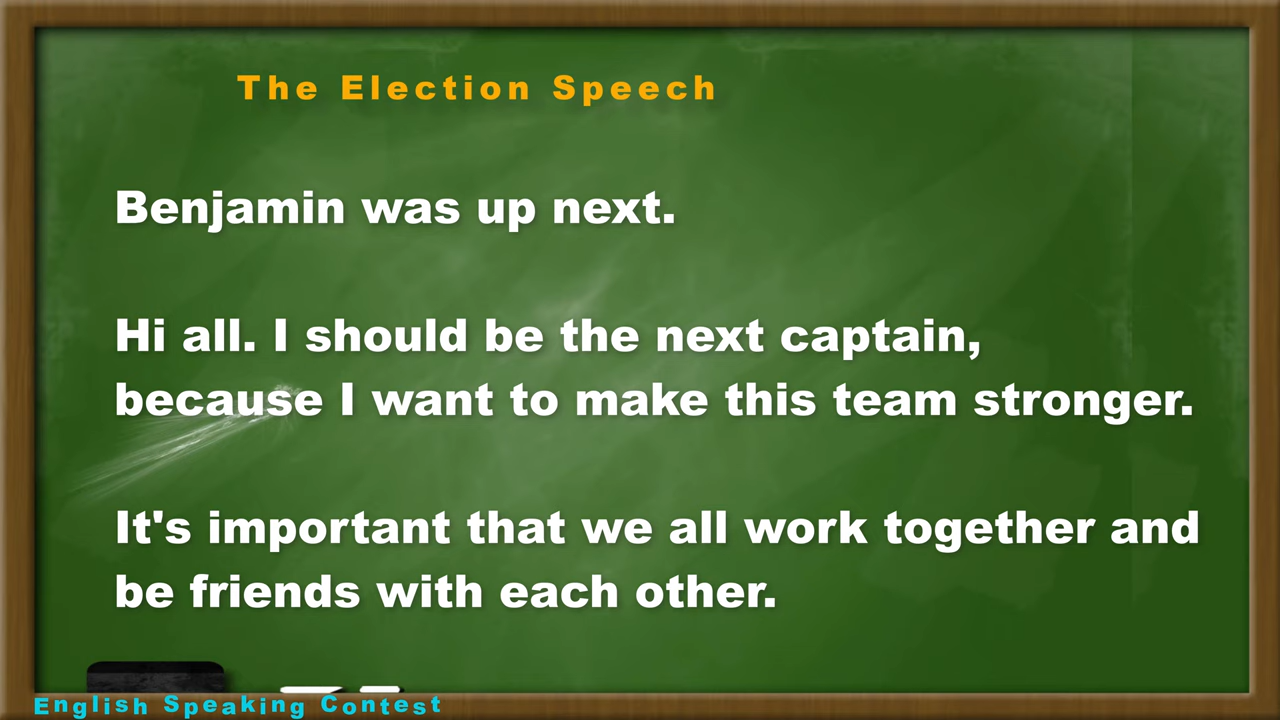 The Election Speech
Benjamin was up next.
Hi all. I should be the next captain,
because I want to make this team stronger.
It's important that we all work together and
be friends with each other.
English Speaking Contest